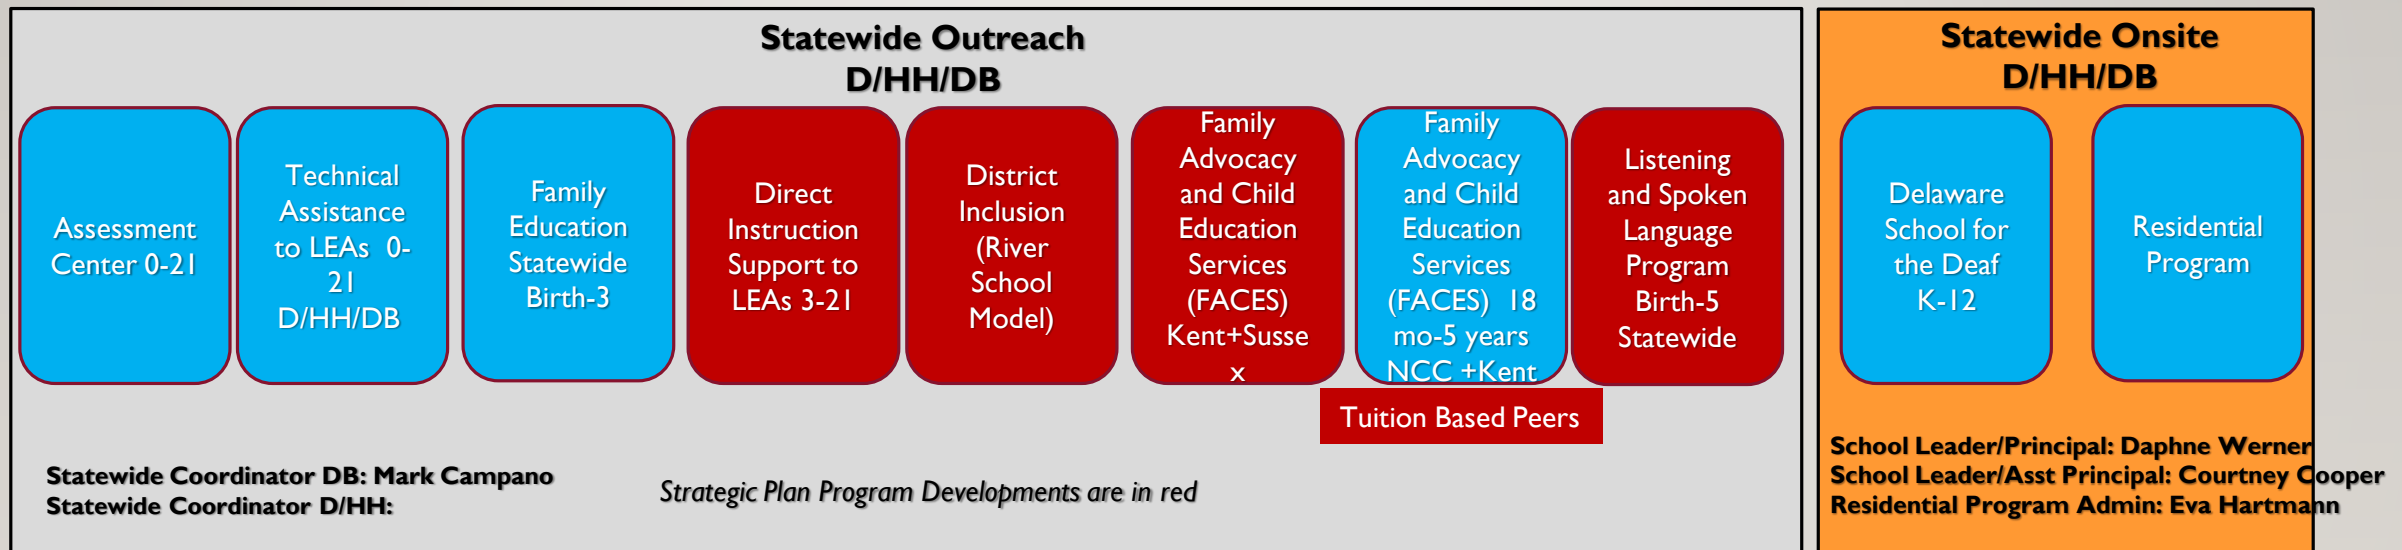 Statewide Outreach
D/HH/DB
Assessment
Center 0-21
Technical
Assistance
to LEAs 0-
21
D/HH/DB
Family
Education
Statewide
Birth-3
Direct
Instruction
Support to
LEAs 3-21
District
Inclusion
(River
School
Model)
Family
Advocacy
and Child
Education
Services
(FACES)
Kent+Susse
x
Family
Advocacy
and Child
Education
Services
(FACES) 18
mo-5 years
NCC +Kent
Listening
and Spoken
Language
Program
Birth-5
Statewide
Tuition Based Peers
Statewide Coordinator DB: Mark Campano
Statewide Coordinator D/HH:
Strategic Plan Program Developments are in red
Statewide Onsite
D/HH/DB
Delaware
School for
the Deaf
K-12
Residential
Program
School Leader/Principal: Daphne Werner
School Leader/Asst Principal: Courtney Cooper
Residential Program Admin: Eva Hartmann